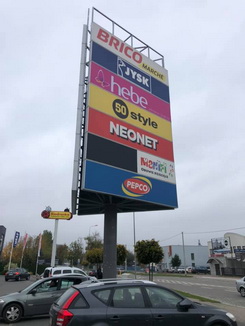 BRICO
MARCHÉ
JYSK
hebe
50 style
NEONET
PEPCO